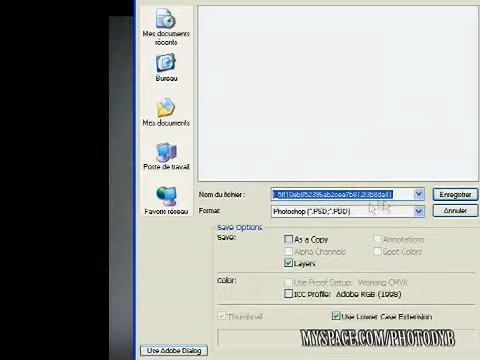 Mes documents
récents
Bureau
Mes documents
Poste de travail
Favoris réseau
Nom du fichier :
Enregistrer
Format:
Photoshop (*.PSD;*.PDD)
Annuler
Save Options
Save:
As a Copy
Annotations
Alpha Channels
Spot Colors
Layers
Color:
Use Proof Setup: Working CMYK
ICC Profile: Adobe RGB (1998)
Thumbnail
Use Lower Case Extension
Use Adobe Dialog
MYSPACE.COM/PHOTODYB